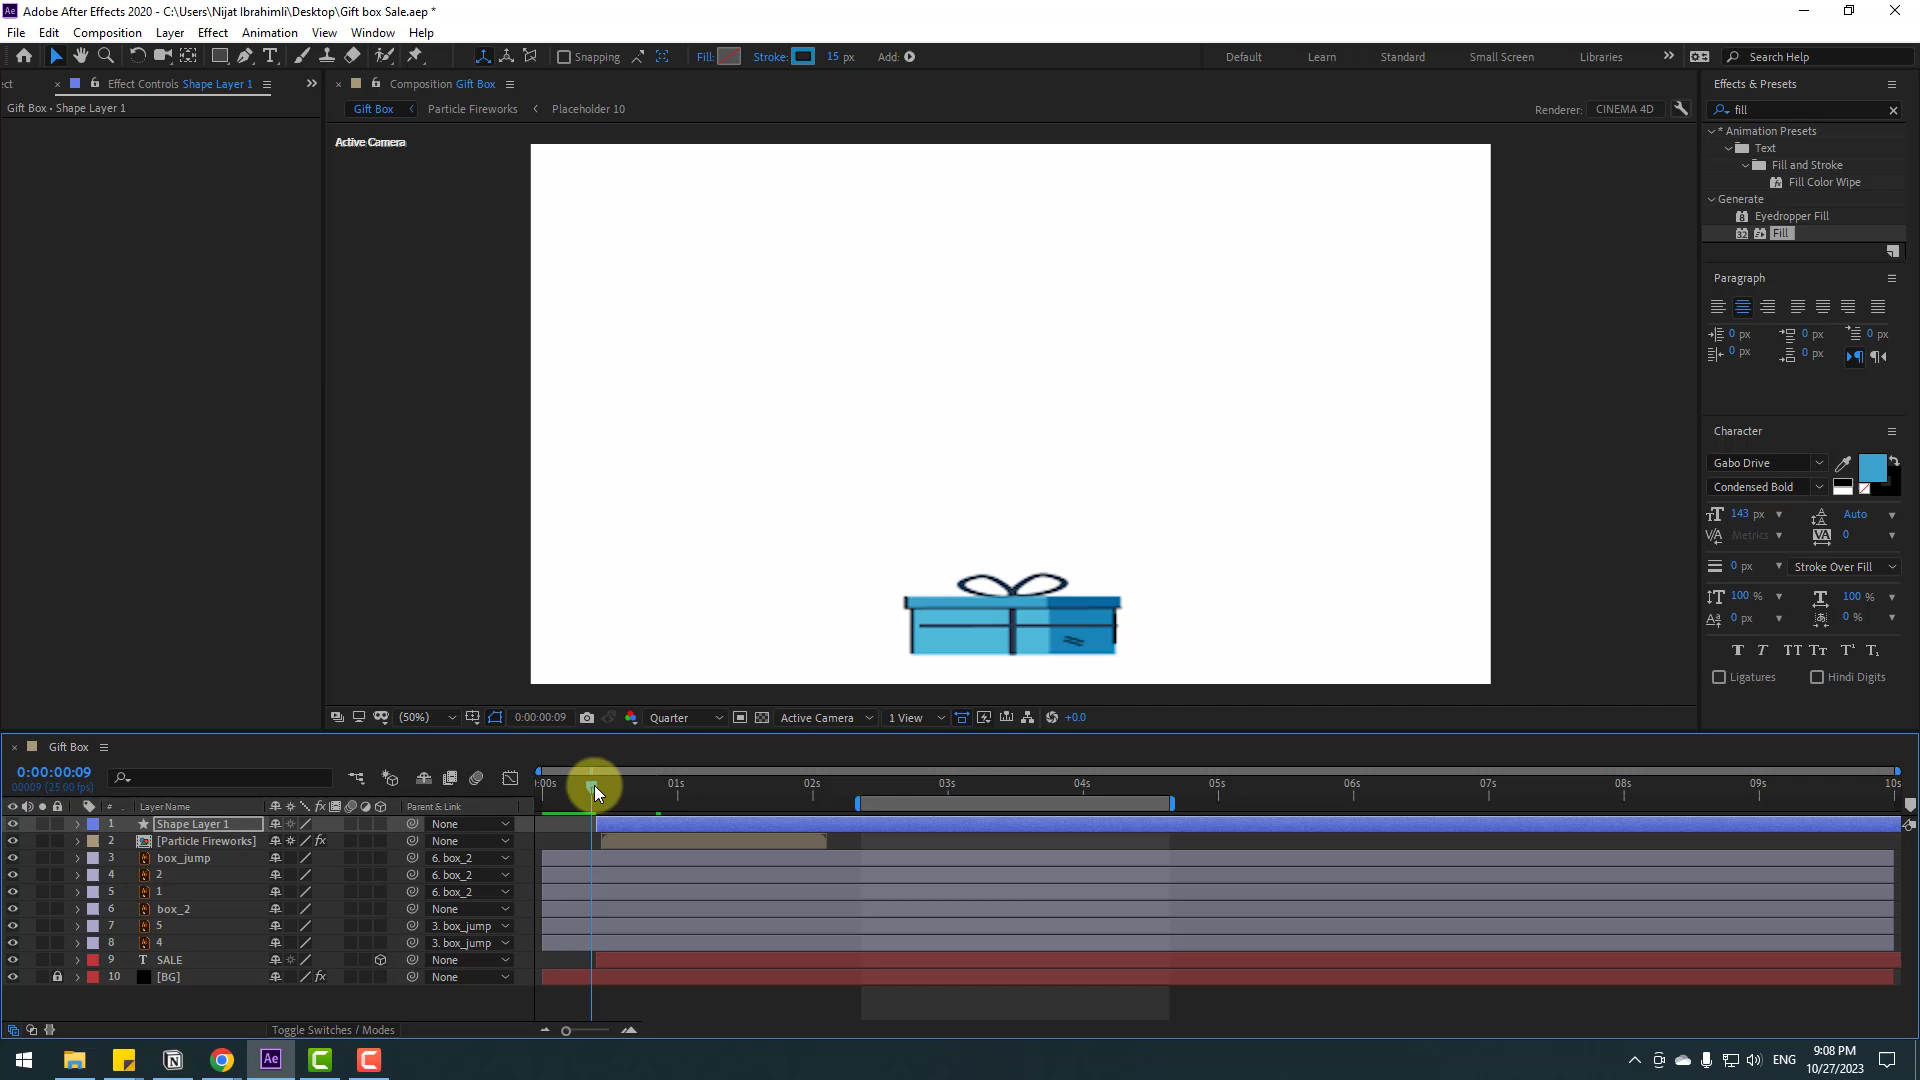 Adobe After Effects 2020 - C:\Users\Nijat Ibrahimli\Desktop\Gift box Sale.aep *
File Edit Composition Layer Effect Animation View Window Help
Snapping Fill: Stroke: 15 px Add: Default Learn Standard Small Screen Libraries Search Help
ect Effect Controls Shape Layer 1 Composition Gift Box Effects & Presets
Gift Box • Shape Layer 1
Gift Box Particle Fireworks Placeholder 10 Renderer: CINEMA 4D
fill
Active Camera
* Animation Presets
Text
Fill and Stroke
Fill Color Wipe
Generate
Eyedropper Fill
Fill
Paragraph
0 px 0 px 0 px
0 px 0 px
Character
Gabo Drive
Condensed Bold
143 px Auto
Metrics 0
0 px Stroke Over Fill
100 % 100 %
0 px 0 %
T T TT Tt T¹ T₁
Ligatures Hindi Digits
(50%) 0:00:00:09 Quarter Active Camera 1 View +0.0
Gift Box
0:00:00:09
00009 (25.00 fps)
:00s 01s 02s 03s 04s 05s 06s 07s 08s 09s 10s
# Layer Name Parent & Link
1 Shape Layer 1 None
2 [Particle Fireworks] None
3 box_jump 6. box_2
4 2 6. box_2
5 1 6. box_2
6 box_2 None
7 5 3. box_jump
8 4 3. box_jump
9 SALE None
10 [BG] None
Toggle Switches / Modes
ENG 9:08 PM
10/27/2023